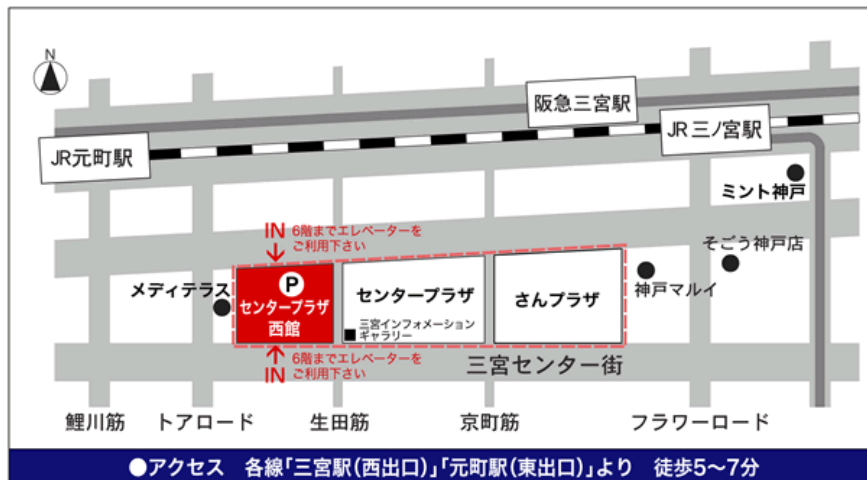 N
阪急三宮駅
JR三ノ宮駅
JR元町駅
ミント神戸
IN 6階までエレベーターを
ご利用下さい
そごう神戸店
メディテラス
P
センタープラザ
西館
センタープラザ
三宮インフォメーション
ギャラリー
さんプラザ
神戸マルイ
IN 6階までエレベーターを
ご利用下さい
三宮センター街
鯉川筋 トアロード 生田筋 京町筋 フラワーロード
●アクセス 各線「三宮駅(西出口)」「元町駅(東出口)」より 徒歩5〜7分